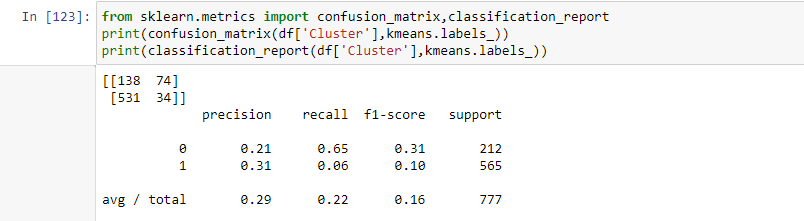 In [123]: from sklearn.metrics import confusion_matrix,classification_report
print(confusion_matrix(df['Cluster'],kmeans.labels_))
print(classification_report(df['Cluster'],kmeans.labels_))
[[138  74]
 [531  34]]
             precision    recall  f1-score   support
          0       0.21      0.65      0.31       212
          1       0.31      0.06      0.10       565
avg / total       0.29      0.22      0.16       777